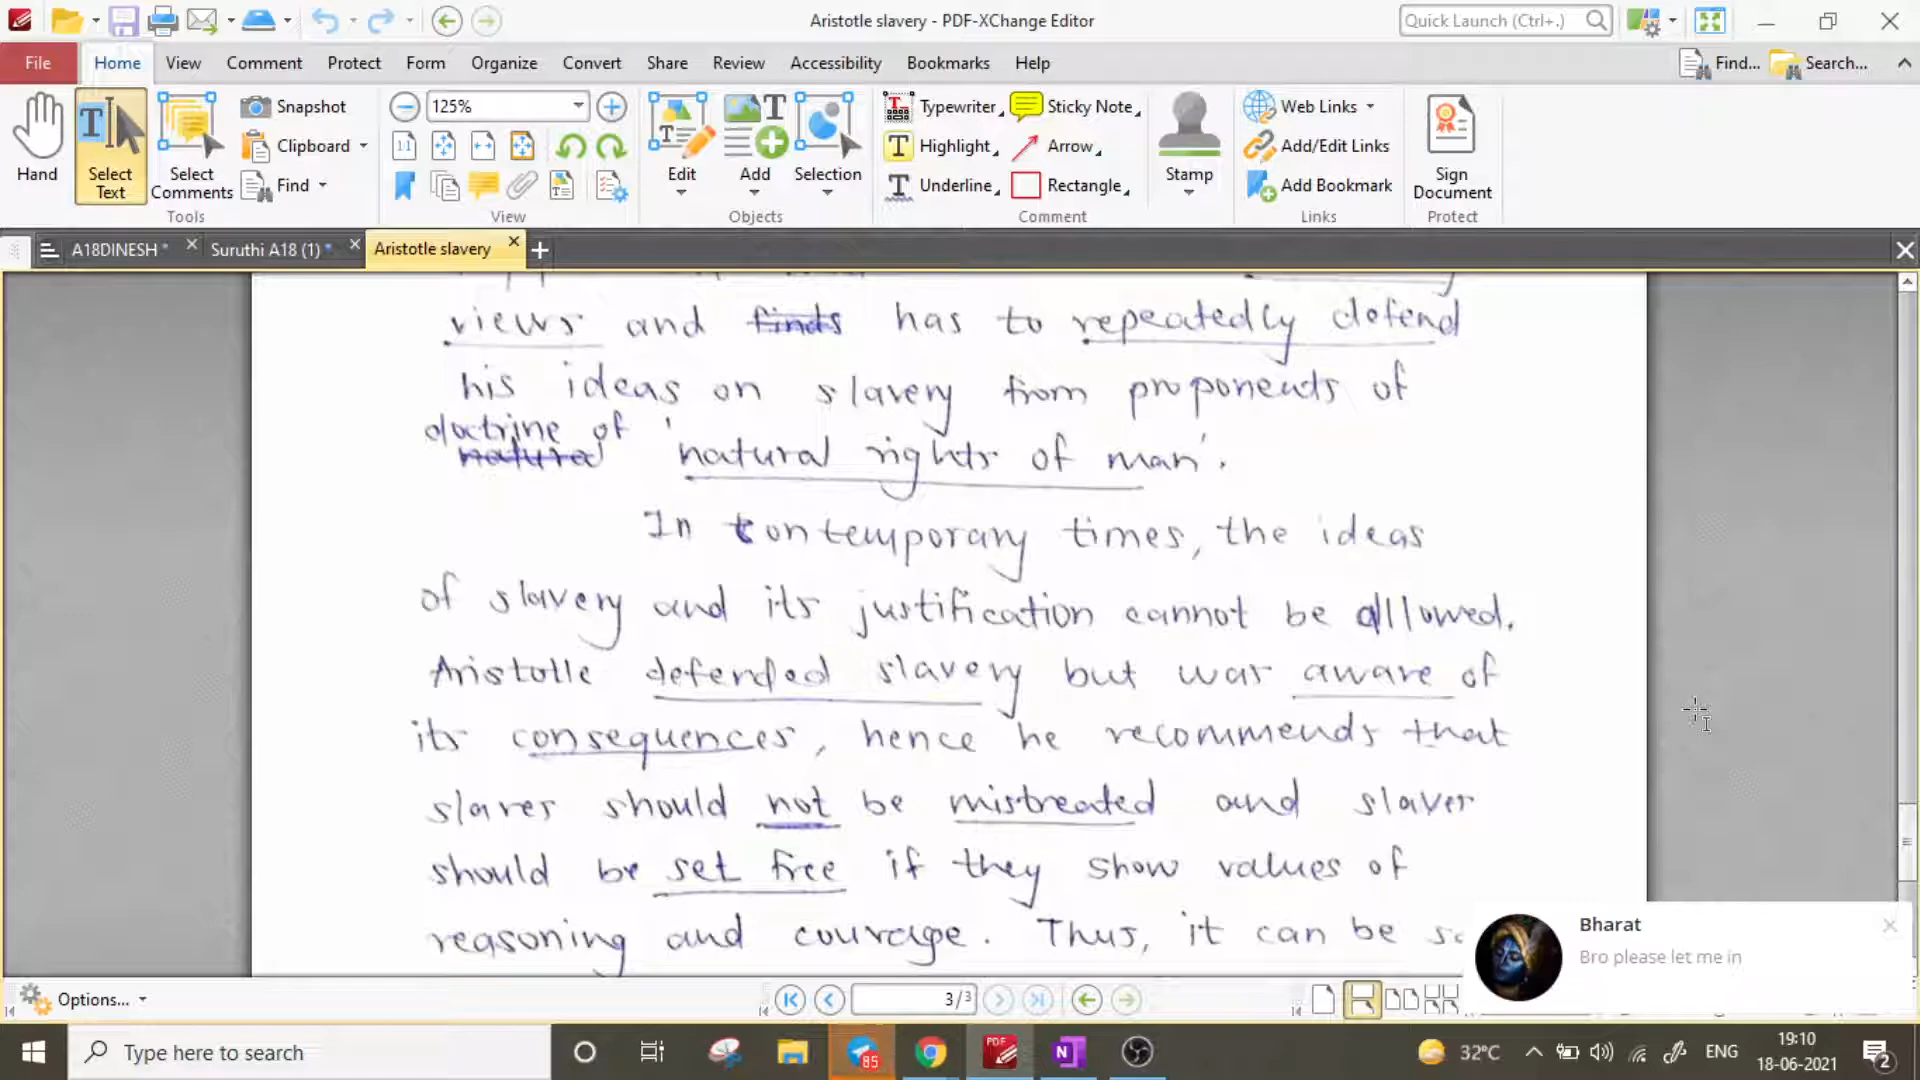 Aristotle slavery - PDF-XChange Editor
Quick Launch (Ctrl+.)
File Home View Comment Protect Form Organize Convert Share Review Accessibility Bookmarks Help Find... Search...
Hand
Select Text
Select Comments
Snapshot
Clipboard
Find
Tools
125%
View
Edit
Add
Selection
Objects
Typewriter
Highlight
Underline
Sticky Note
Arrow
Rectangle
Stamp
Comment
Web Links
Add/Edit Links
Add Bookmark
Links
Sign Document
Protect
A18DINESH * Suruthi A18 (1) * Aristotle slavery
views and finds has to repeatedly defend
his ideas on slavery from proponents of
doctrine of
natura 'natural rights of man'.
In contemporary times, the ideas
of slavery and its justification cannot be allowed.
Aristotle defended slavery but was aware of
its consequences, hence he recommends that
slaves should not be mistreated and slaves
should be set free if they show values of
reasoning and courage. Thus, it can be
Bharat
Bro please let me in
Options...
3/3
Type here to search
85
PDF
N
32°C
ENG
19:10
18-06-2021
2